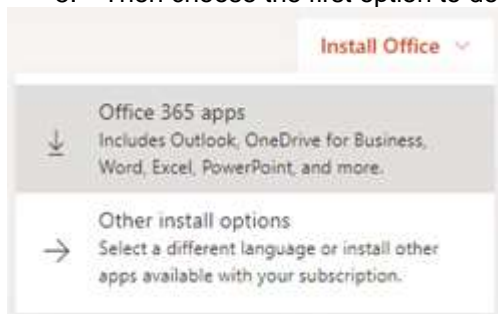 Then choose the first option to do
Install Office
Office 365 apps
Includes Outlook, OneDrive for Business,
Word, Excel, PowerPoint, and more.
Other install options
Select a different language or install other
apps available with your subscription.